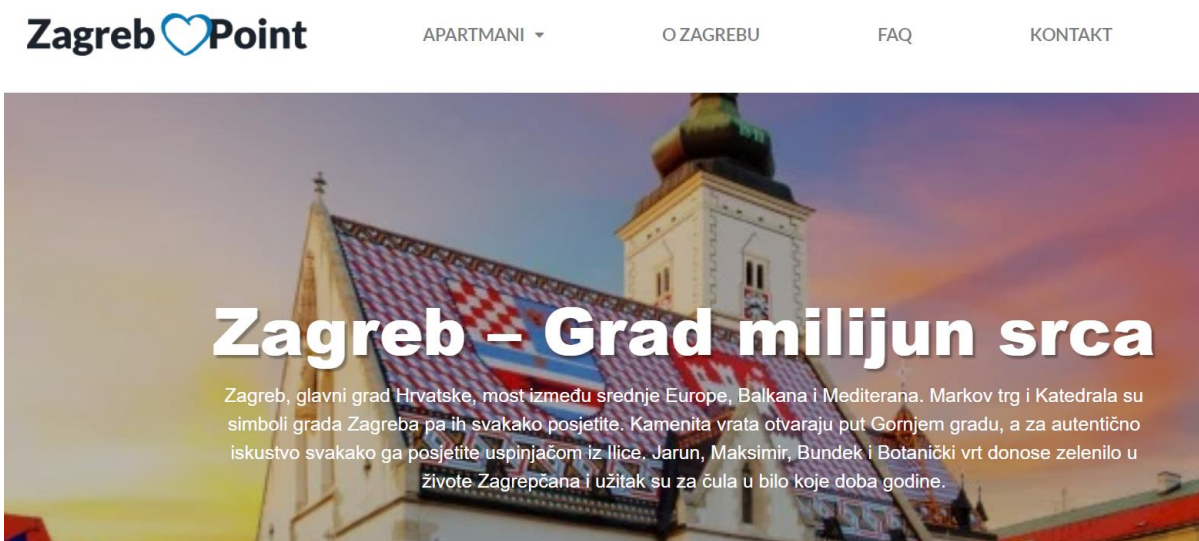 Zagreb Point
APARTMANI
O ZAGREBU
FAQ
KONTAKT
Zagreb – Grad milijun srca
Zagreb, glavni grad Hrvatske, most između srednje Europe, Balkana i Mediterana. Markov trg i Katedrala su
simboli grada Zagreba pa ih svakako posjetite. Kamenita vrata otvaraju put Gornjem gradu, a za autentično
iskustvo svakako ga posjetite uspinjačom iz Ilice. Jarun, Maksimir, Bundek i Botanički vrt donose zelenilo u
živote Zagrepčana i užitak su za čula u bilo koje doba godine.